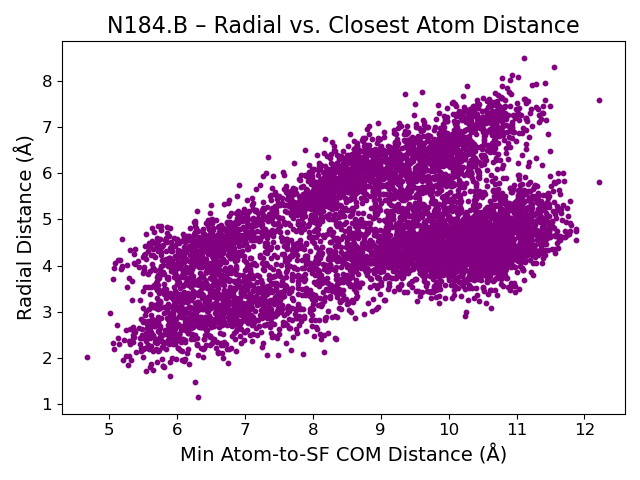 N184.B – Radial vs. Closest Atom Distance
Radial Distance (Å)
8
7
6
5
4
3
2
1
5 6 7 8 9 10 11 12
Min Atom-to-SF COM Distance (Å)